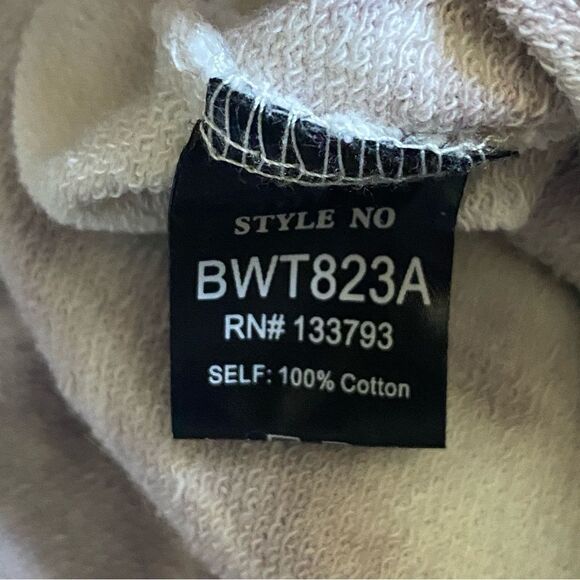 STYLE NO
BWT823A
RN# 133793
SELF: 100% Cotton